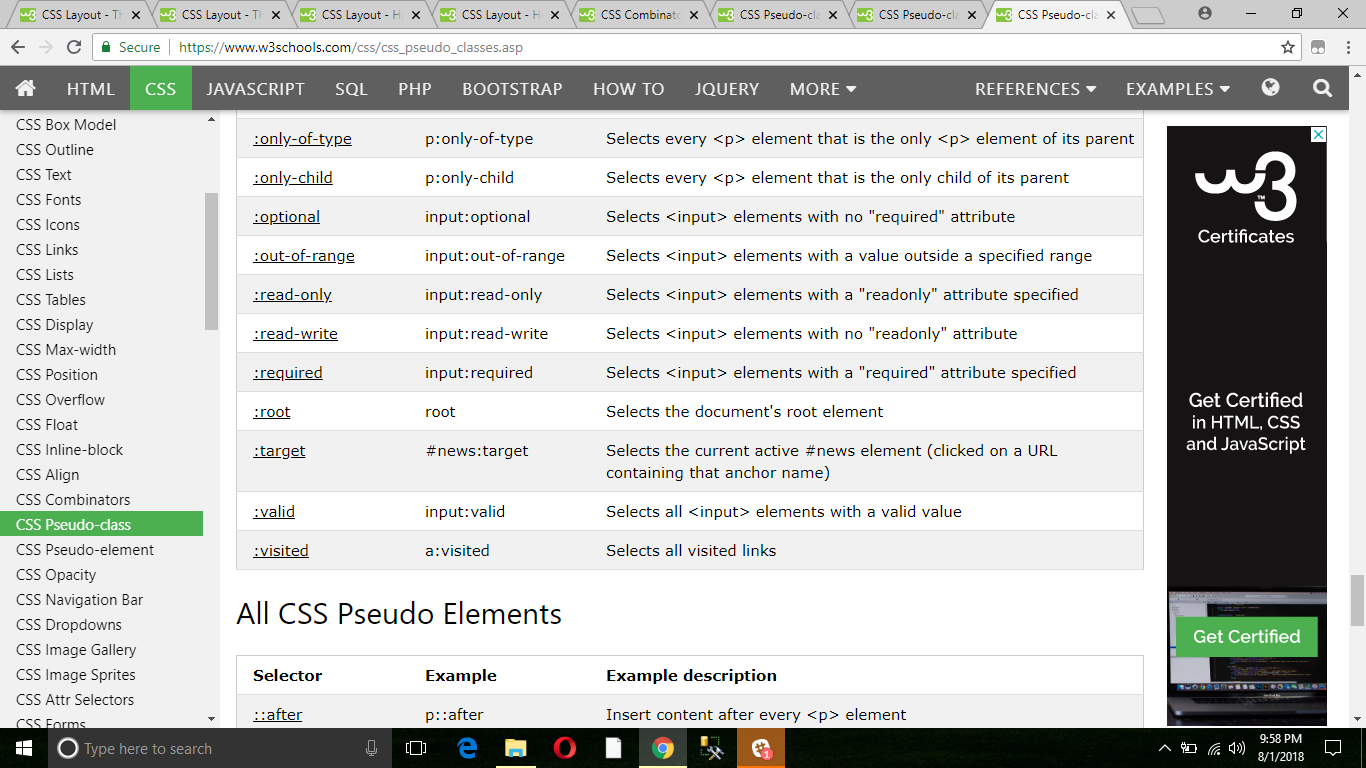 CSS Layout - Th
CSS Layout - Th
CSS Layout - H
CSS Layout - H
CSS Combinato
CSS Pseudo-cla
CSS Pseudo-cla
CSS Pseudo-cla
Secure | https://www.w3schools.com/css/css_pseudo_classes.asp
HTML CSS JAVASCRIPT SQL PHP BOOTSTRAP HOW TO JQUERY MORE REFERENCES EXAMPLES
CSS Box Model
CSS Outline
CSS Text
CSS Fonts
CSS Icons
CSS Links
CSS Lists
CSS Tables
CSS Display
CSS Max-width
CSS Position
CSS Overflow
CSS Float
CSS Inline-block
CSS Align
CSS Combinators
CSS Pseudo-class
CSS Pseudo-element
CSS Opacity
CSS Navigation Bar
CSS Dropdowns
CSS Image Gallery
CSS Image Sprites
CSS Attr Selectors
CSS Forms
:only-of-type p:only-of-type Selects every <p> element that is the only <p> element of its parent
:only-child p:only-child Selects every <p> element that is the only child of its parent
:optional input:optional Selects <input> elements with no "required" attribute
:out-of-range input:out-of-range Selects <input> elements with a value outside a specified range
:read-only input:read-only Selects <input> elements with a "readonly" attribute specified
:read-write input:read-write Selects <input> elements with no "readonly" attribute
:required input:required Selects <input> elements with a "required" attribute specified
:root root Selects the document's root element
:target #news:target Selects the current active #news element (clicked on a URL
containing that anchor name)
:valid input:valid Selects all <input> elements with a valid value
:visited a:visited Selects all visited links
All CSS Pseudo Elements
Selector Example Example description
::after p::after Insert content after every <p> element
w3
™
Certificates
Get Certified
in HTML, CSS
and JavaScript
Get Certified
Type here to search
1
9:58 PM
8/1/2018